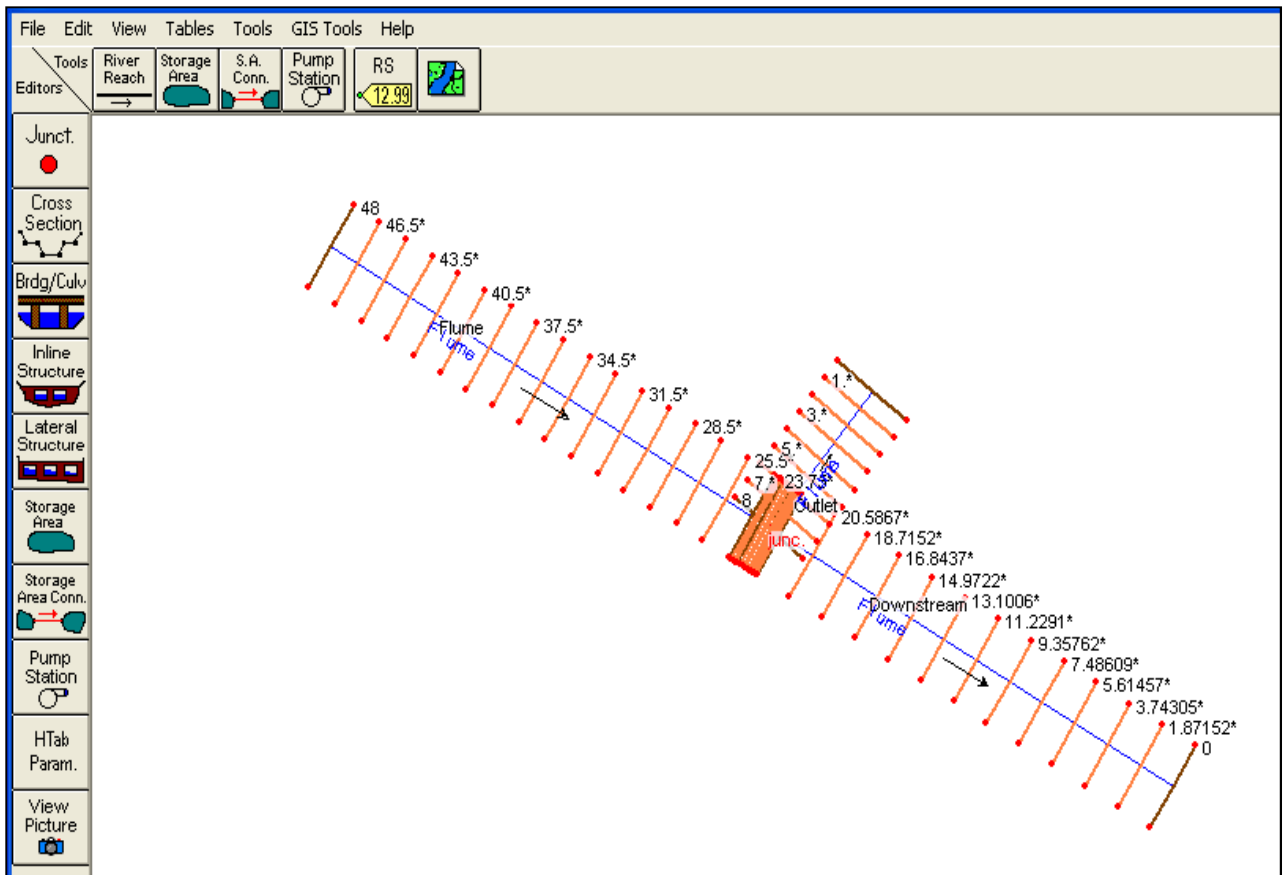 File Edit View Tables Tools GIS Tools Help
Tools
Editors
River
Reach
Storage
Area
S.A.
Conn.
Pump
Station
RS
12.99
Junct.
Cross
Section
Brdg/Culv
Inline
Structure
Lateral
Structure
Storage
Area
Storage
Area Conn.
Pump
Station
HTab
Param.
View
Picture
48
46.5*
43.5*
40.5*
37.5*
34.5*
31.5*
28.5*
25.5*
23.75*
Flume
Flume
1.*
3.*
5.*
7.*
8
Outlet
junc.
20.5867*
18.7152*
16.8437*
14.9722*
13.1006*
11.2291*
9.35762*
7.48609*
5.61457*
3.74305*
1.87152*
0
Downstream
Flume